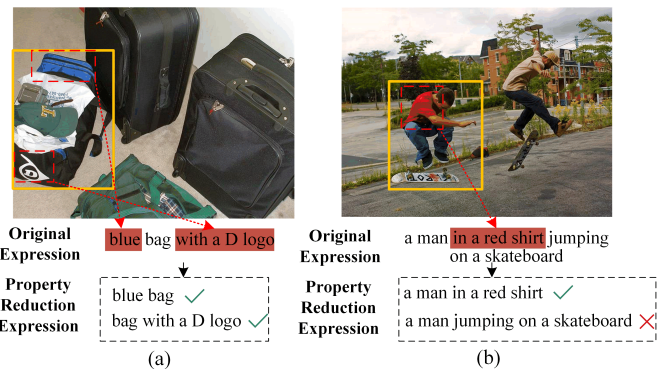 Original
Expression
blue bag with a D logo
Property
Reduction
Expression
blue bag
bag with a D logo
(a)
Original
Expression
a man in a red shirt jumping
on a skateboard
Property
Reduction
Expression
a man in a red shirt
a man jumping on a skateboard
(b)